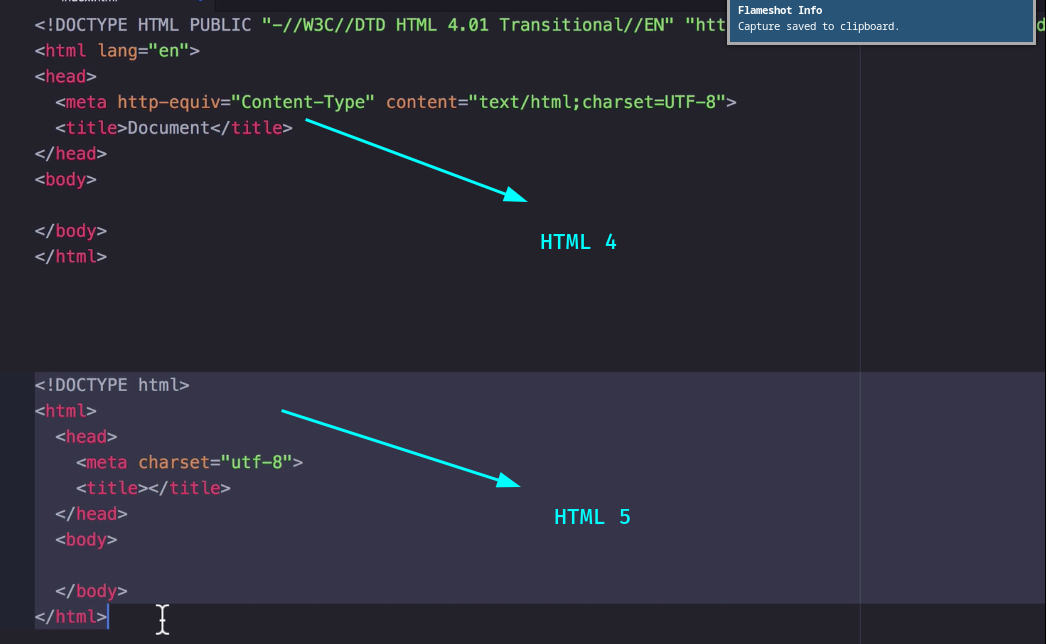 <!DOCTYPE HTML PUBLIC "-//W3C//DTD HTML 4.01 Transitional//EN" "htt
Flameshot Info
Capture saved to clipboard.
<html lang="en">
<head>
<meta http-equiv="Content-Type" content="text/html;charset=UTF-8">
<title>Document</title>
</head>
<body>
HTML 4
</body>
</html>
<!DOCTYPE html>
<html>
<head>
<meta charset="utf-8">
<title></title>
</head>
HTML 5
<body>
</body>
</html>